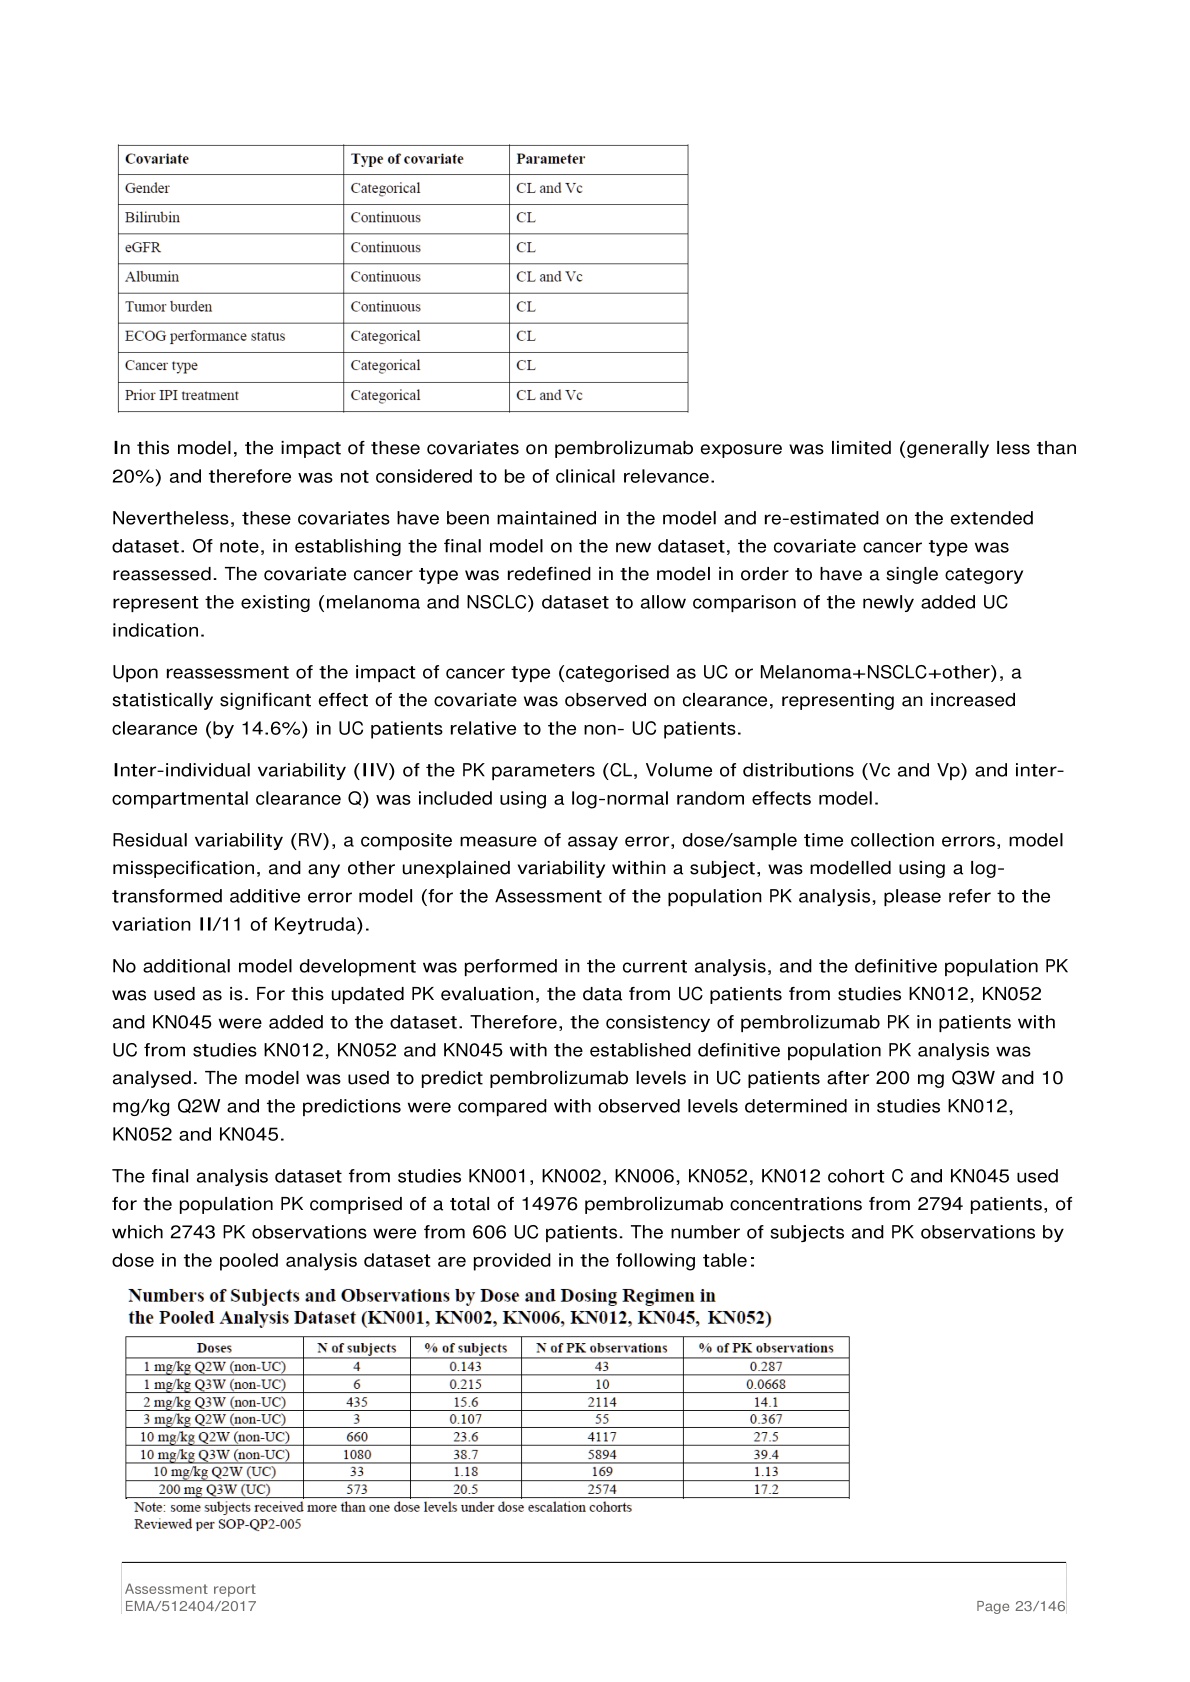 Covariate Type of covariate Parameter
Gender Categorical CL and Vc
Bilirubin Continuous CL
eGFR Continuous CL
Albumin Continuous CL and Vc
Tumor burden Continuous CL
ECOG performance status Categorical CL
Cancer type Categorical CL
Prior IPI treatment Categorical CL and Vc
In this model, the impact of these covariates on pembrolizumab exposure was limited (generally less than
20%) and therefore was not considered to be of clinical relevance.
Nevertheless, these covariates have been maintained in the model and re-estimated on the extended
dataset. Of note, in establishing the final model on the new dataset, the covariate cancer type was
reassessed. The covariate cancer type was redefined in the model in order to have a single category
represent the existing (melanoma and NSCLC) dataset to allow comparison of the newly added UC
indication.
Upon reassessment of the impact of cancer type (categorised as UC or Melanoma+NSCLC+other), a
statistically significant effect of the covariate was observed on clearance, representing an increased
clearance (by 14.6%) in UC patients relative to the non- UC patients.
Inter-individual variability (IIV) of the PK parameters (CL, Volume of distributions (Vc and Vp) and inter-
compartmental clearance Q) was included using a log-normal random effects model.
Residual variability (RV), a composite measure of assay error, dose/sample time collection errors, model
misspecification, and any other unexplained variability within a subject, was modelled using a log-
transformed additive error model (for the Assessment of the population PK analysis, please refer to the
variation II/11 of Keytruda).
No additional model development was performed in the current analysis, and the definitive population PK
was used as is. For this updated PK evaluation, the data from UC patients from studies KN012, KN052
and KN045 were added to the dataset. Therefore, the consistency of pembrolizumab PK in patients with
UC from studies KN012, KN052 and KN045 with the established definitive population PK analysis was
analysed. The model was used to predict pembrolizumab levels in UC patients after 200 mg Q3W and 10
mg/kg Q2W and the predictions were compared with observed levels determined in studies KN012,
KN052 and KN045.
The final analysis dataset from studies KN001, KN002, KN006, KN052, KN012 cohort C and KN045 used
for the population PK comprised of a total of 14976 pembrolizumab concentrations from 2794 patients, of
which 2743 PK observations were from 606 UC patients. The number of subjects and PK observations by
dose in the pooled analysis dataset are provided in the following table:
Numbers of Subjects and Observations by Dose and Dosing Regimen in
the Pooled Analysis Dataset (KN001, KN002, KN006, KN012, KN045, KN052)
Doses N of subjects % of subjects N of PK observations % of PK observations
1 mg/kg Q2W (non-UC) 4 0.143 43 0.287
1 mg/kg Q3W (non-UC) 6 0.215 10 0.0668
2 mg/kg Q3W (non-UC) 435 15.6 2114 14.1
3 mg/kg Q2W (non-UC) 3 0.107 55 0.367
10 mg/kg Q2W (non-UC) 660 23.6 4117 27.5
10 mg/kg Q3W (non-UC) 1080 38.7 5894 39.4
10 mg/kg Q2W (UC) 33 1.18 169 1.13
200 mg Q3W (UC) 573 20.5 2574 17.2
Note: some subjects received more than one dose levels under dose escalation cohorts
Reviewed per SOP-QP2-005
Assessment report
EMA/512404/2017 Page 23/146